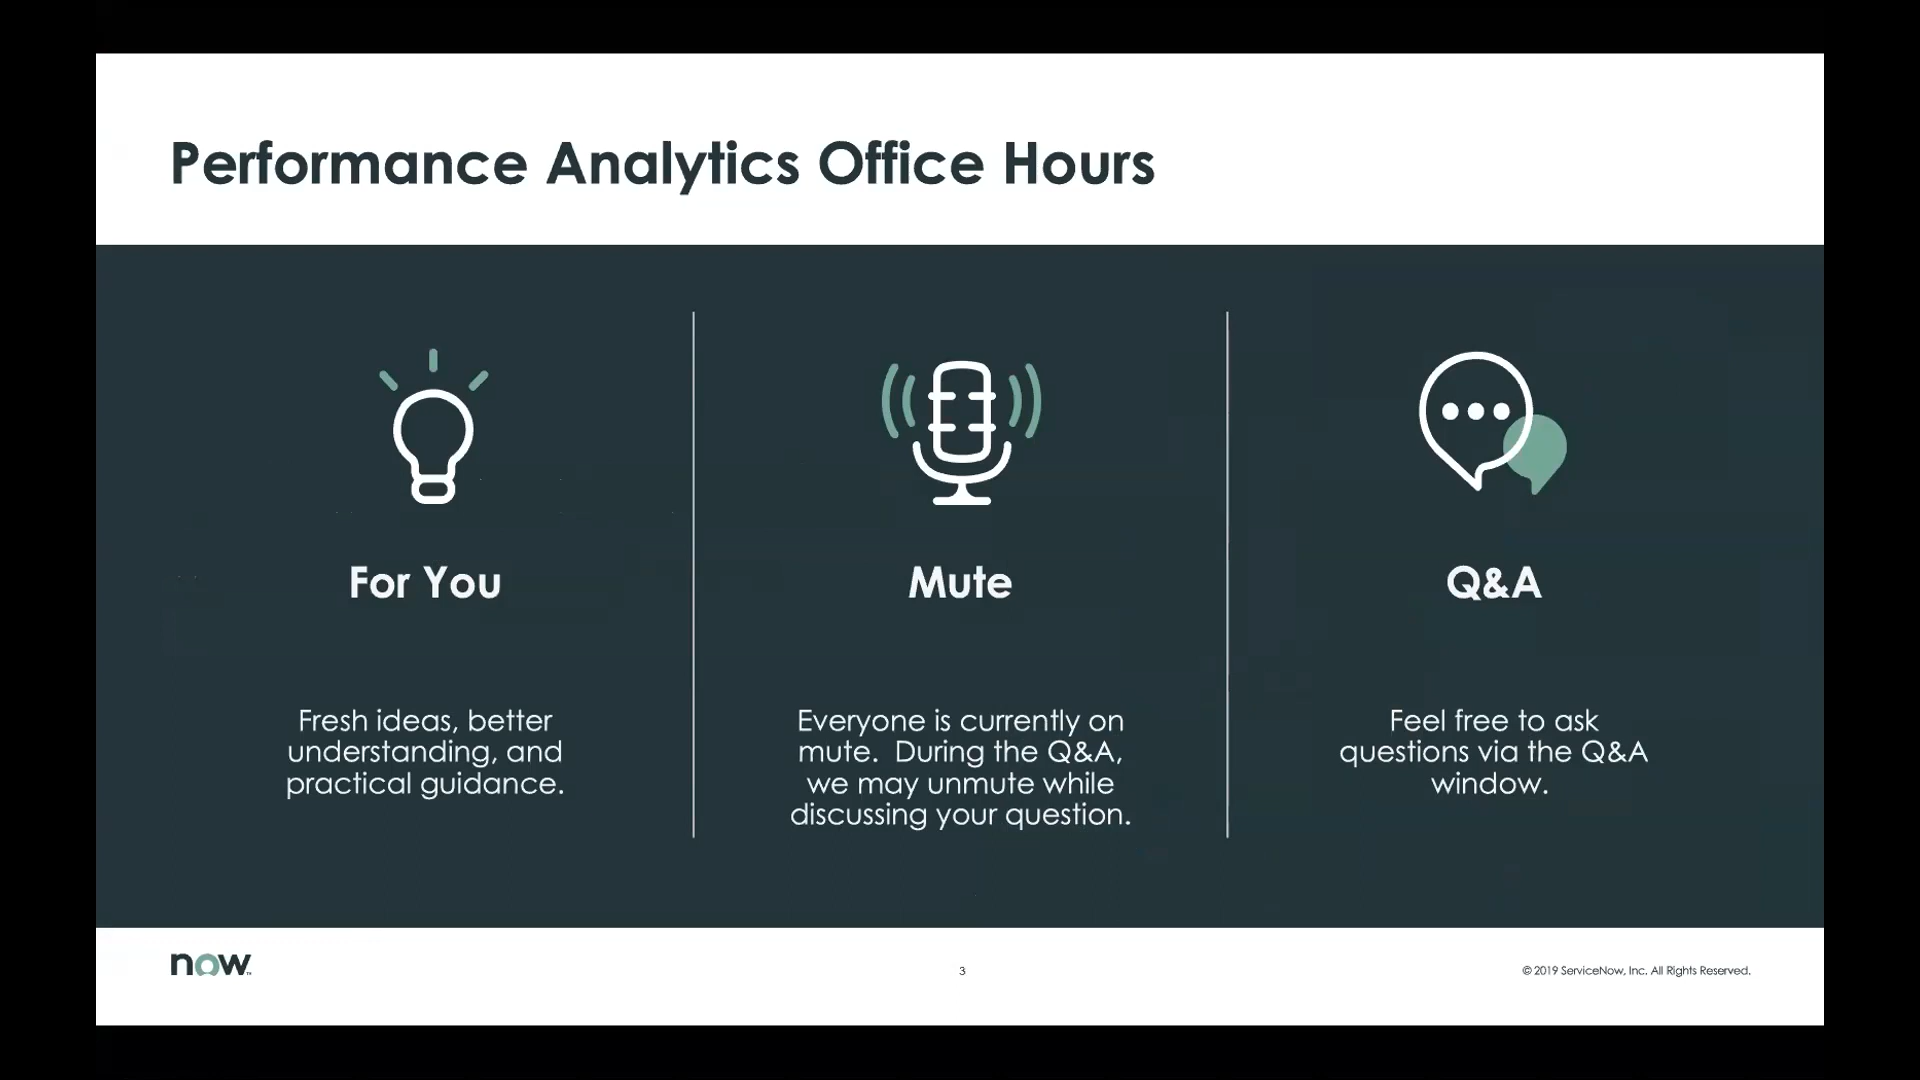 Performance Analytics Office Hours
For You
Fresh ideas, better
understanding, and
practical guidance.
Mute
Everyone is currently on
mute.  During the Q&A,
we may unmute while
discussing your question.
Q&A
Feel free to ask
questions via the Q&A
window.
now™
3
© 2019 ServiceNow, Inc. All Rights Reserved.